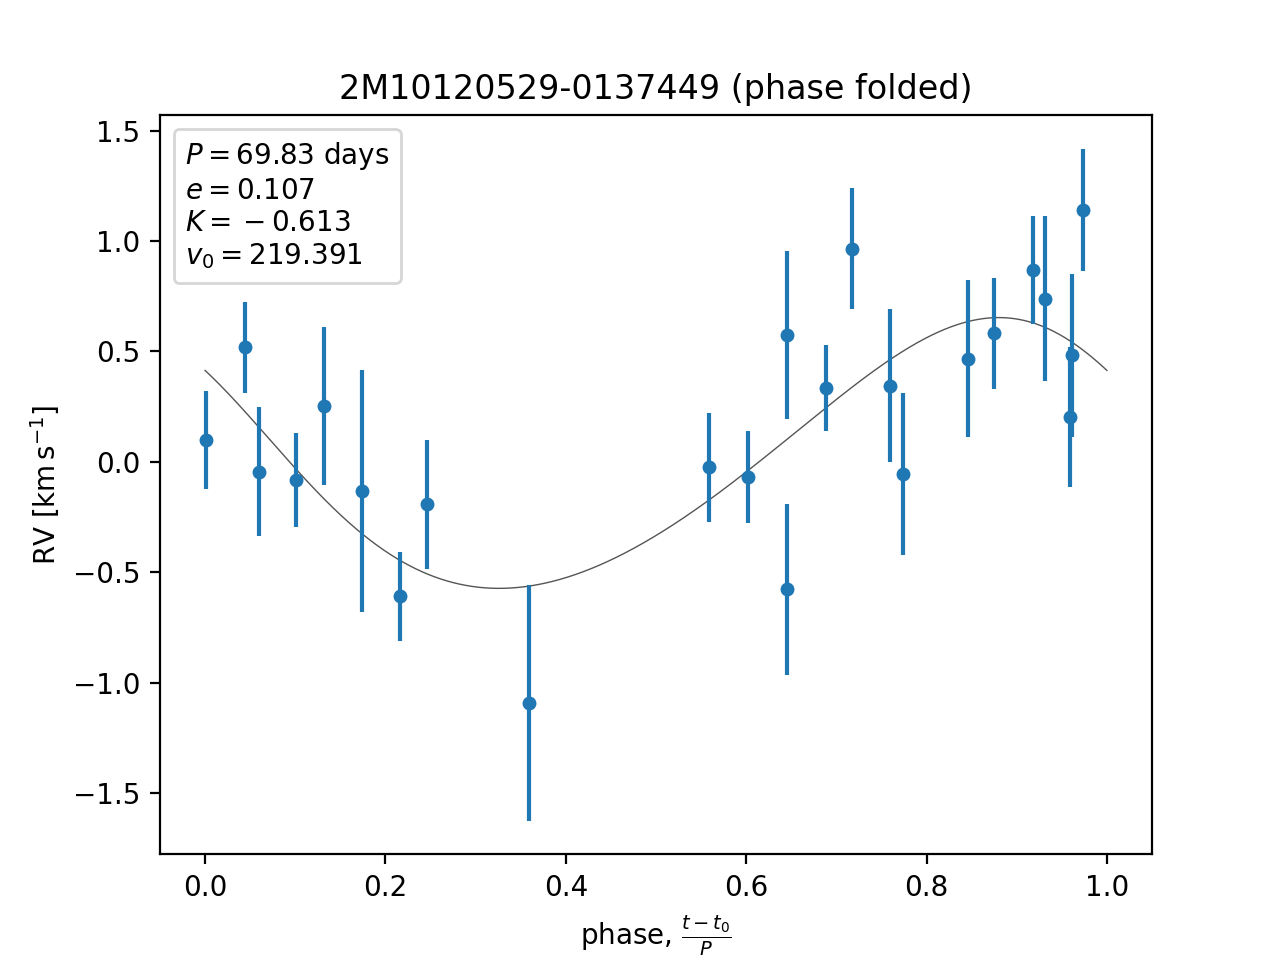 2M10120529-0137449 (phase folded)
P = 69.83 days
e = 0.107
K = −0.613
v₀ = 219.391
1.5
1.0
0.5
0.0
−0.5
−1.0
−1.5
RV [km s⁻¹]
0.0 0.2 0.4 0.6 0.8 1.0
phase, (t − t₀)/P